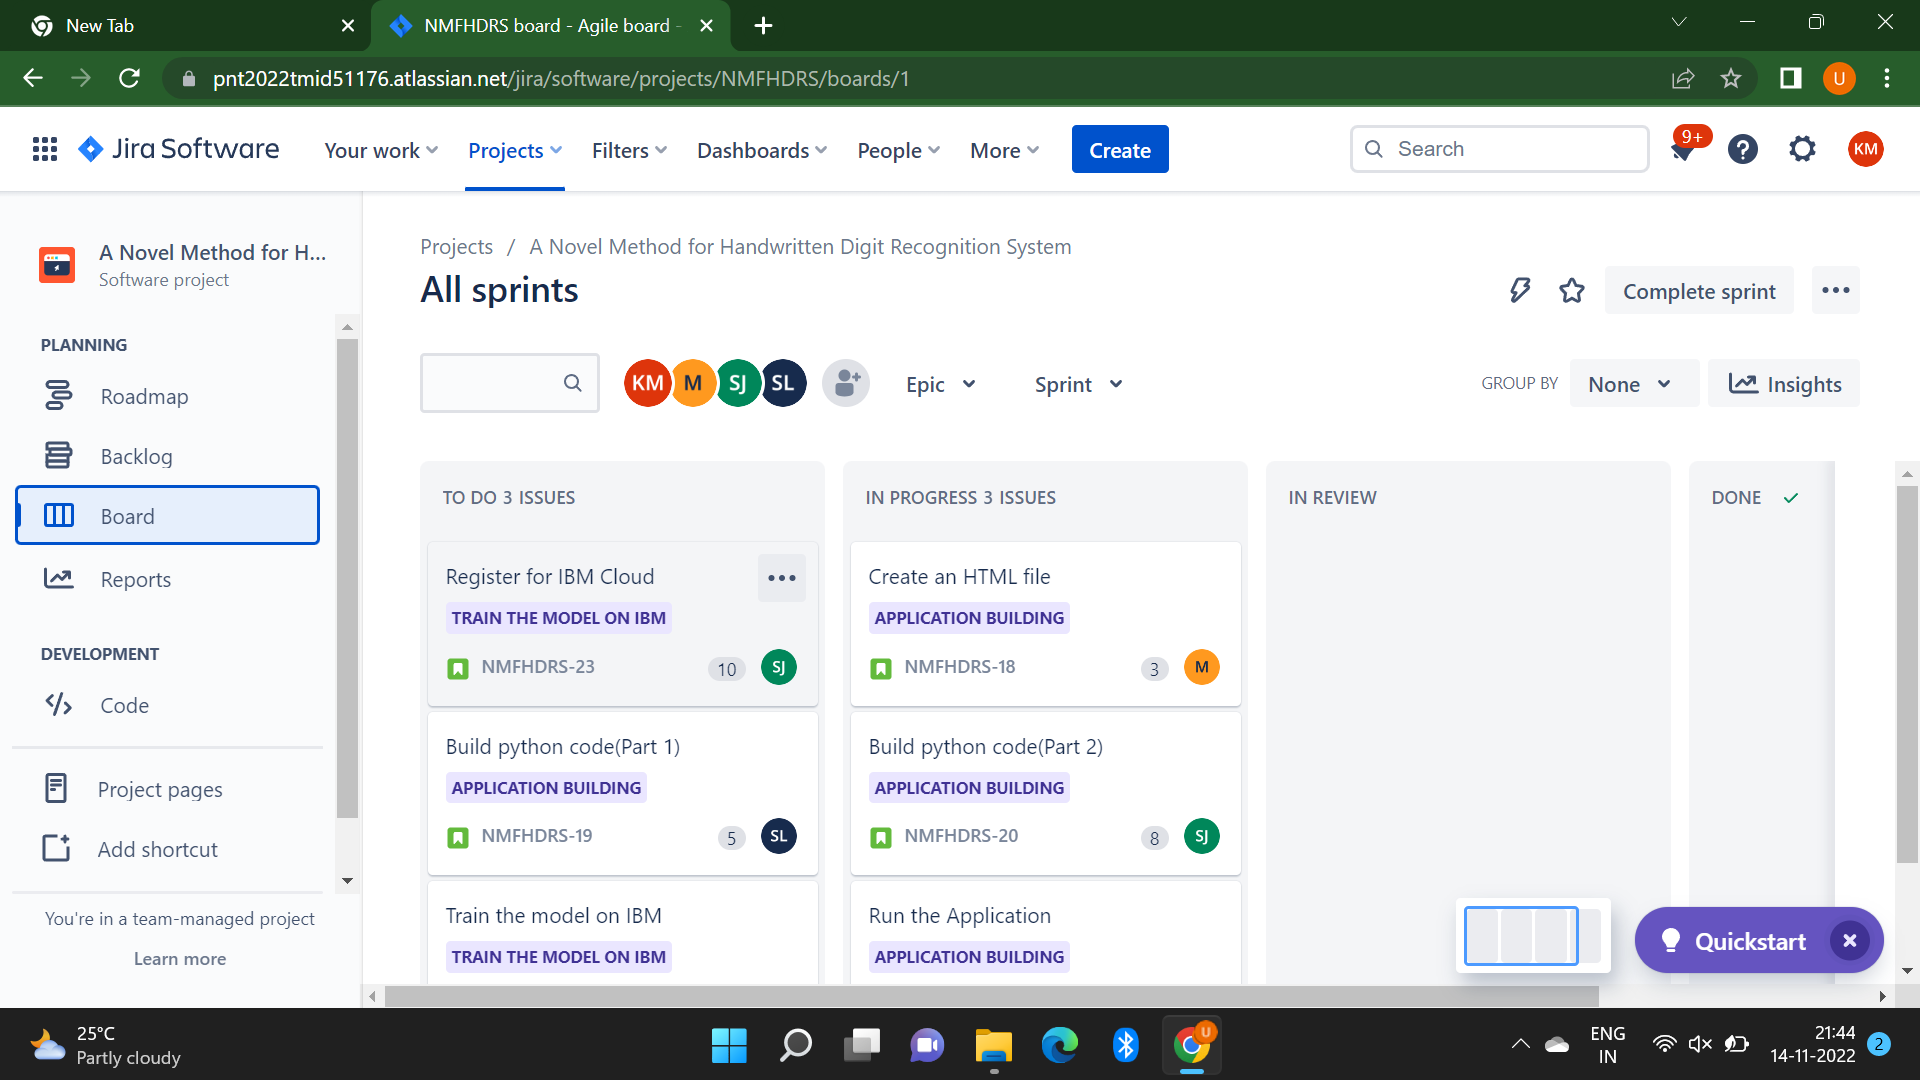 New Tab
NMFHDRS board - Agile board -
pnt2022tmid51176.atlassian.net/jira/software/projects/NMFHDRS/boards/1
U
Jira Software
Your work
Projects
Filters
Dashboards
People
More
Create
Search
9+
KM
A Novel Method for H...
Software project
PLANNING
Roadmap
Backlog
Board
Reports
DEVELOPMENT
Code
Project pages
Add shortcut
You're in a team-managed project
Learn more
Projects / A Novel Method for Handwritten Digit Recognition System
All sprints
Complete sprint
KM M SJ SL
Epic
Sprint
GROUP BY
None
Insights
TO DO 3 ISSUES
Register for IBM Cloud
TRAIN THE MODEL ON IBM
NMFHDRS-23 10 SJ
Build python code(Part 1)
APPLICATION BUILDING
NMFHDRS-19 5 SL
Train the model on IBM
TRAIN THE MODEL ON IBM
IN PROGRESS 3 ISSUES
Create an HTML file
APPLICATION BUILDING
NMFHDRS-18 3 M
Build python code(Part 2)
APPLICATION BUILDING
NMFHDRS-20 8 SJ
Run the Application
APPLICATION BUILDING
IN REVIEW
DONE
Quickstart
25°C
Partly cloudy
U
ENG
IN
21:44
14-11-2022
2